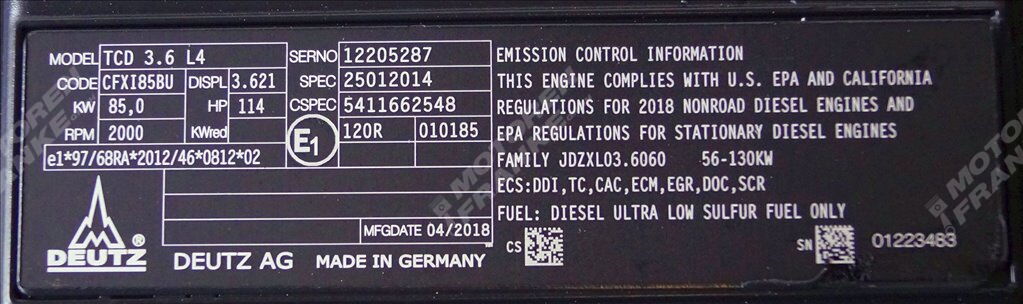 MODEL TCD 3.6 L4 SERNO 12205287
CODE CFXI85BU DISPL 3.621 SPEC 25012014
KW 85,0 HP 114 CSPEC 5411662548
RPM 2000 KWred E1 120R 010185
e1*97/68RA*2012/46*0812*02
MFGDATE 04/2018
DEUTZ ® DEUTZ AG MADE IN GERMANY
EMISSION CONTROL INFORMATION
THIS ENGINE COMPLIES WITH U.S. EPA AND CALIFORNIA
REGULATIONS FOR 2018 NONROAD DIESEL ENGINES AND
EPA REGULATIONS FOR STATIONARY DIESEL ENGINES
FAMILY JDZXL03.6060 56-130KW
ECS:DDI,TC,CAC,ECM,EGR,DOC,SCR
FUEL: DIESEL ULTRA LOW SULFUR FUEL ONLY
CS SN 01223483
MOTOREN
FRANKE